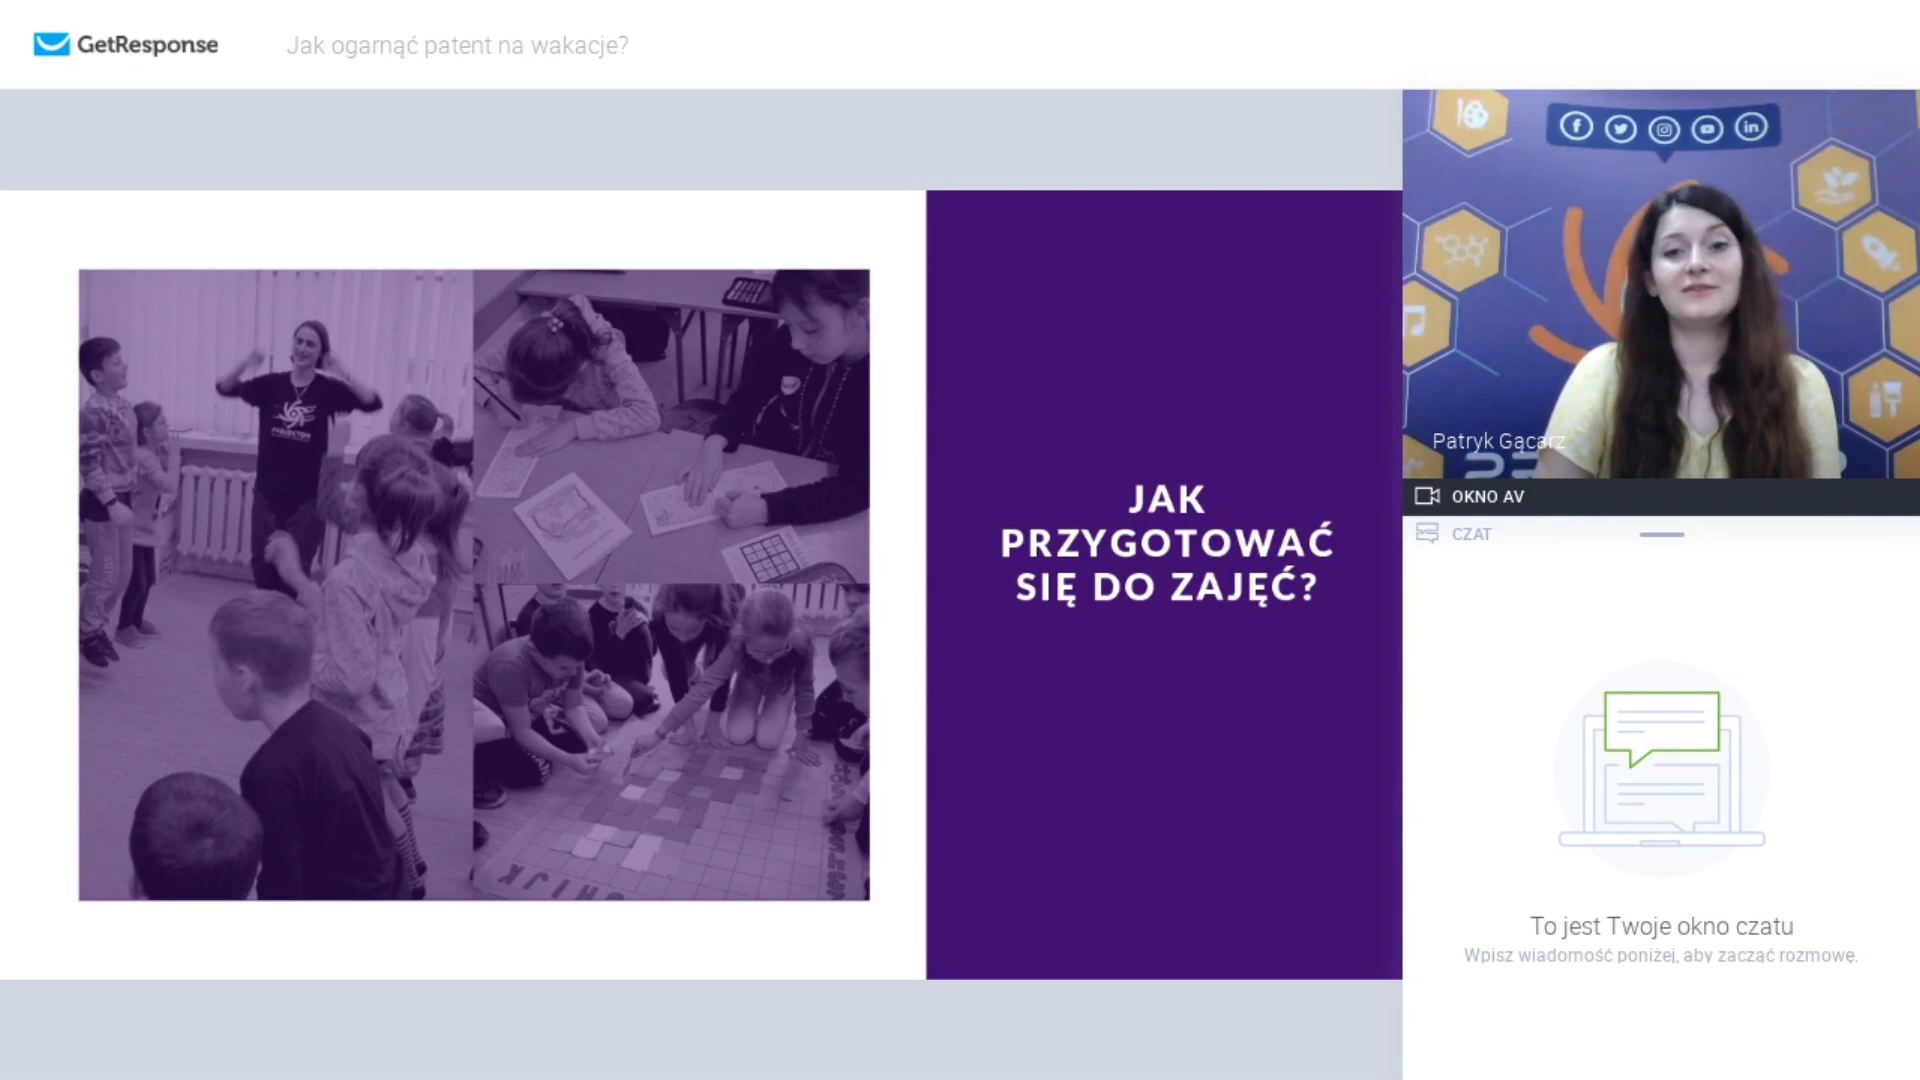 GetResponse
Jak ogarnąć patent na wakacje?
JAK
PRZYGOTOWAĆ
SIĘ DO ZAJĘĆ?
Patryk Gącarz
OKNO AV
CZAT
To jest Twoje okno czatu
Wpisz wiadomość poniżej, aby zacząć rozmowę.